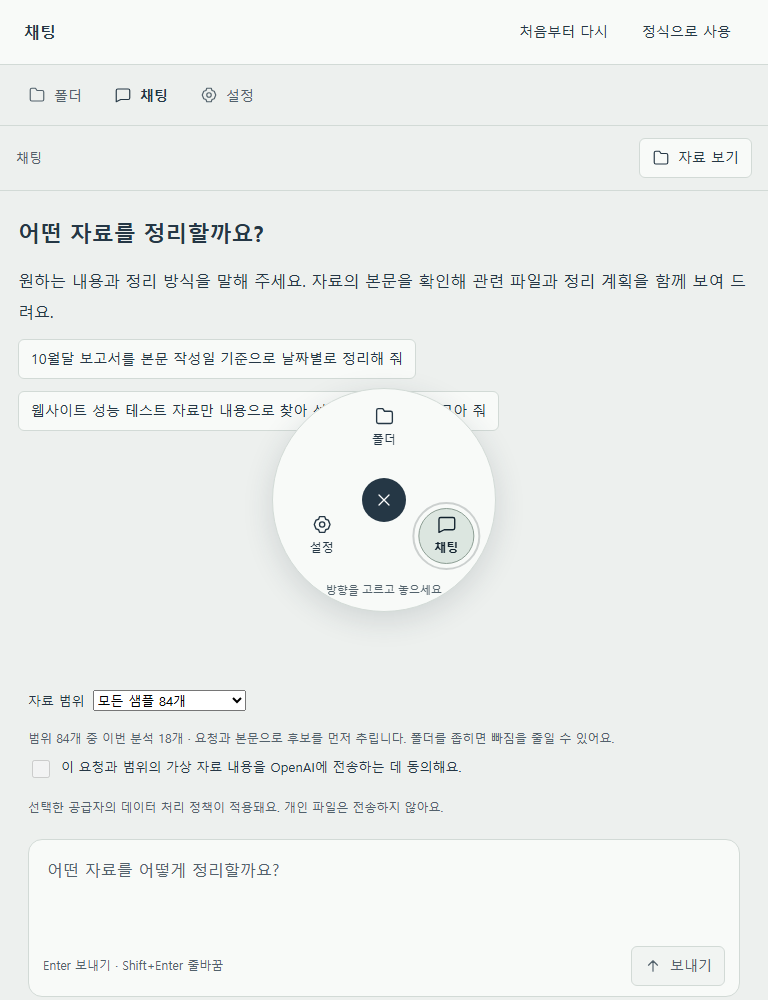 채팅
처음부터 다시
정식으로 사용
폴더
채팅
설정
채팅
자료 보기
어떤 자료를 정리할까요?
원하는 내용과 정리 방식을 말해 주세요. 자료의 본문을 확인해 관련 파일과 정리 계획을 함께 보여 드
려요.
10월달 보고서를 본문 작성일 기준으로 날짜별로 정리해 줘
웹사이트 성능 테스트 자료만 내용으로 찾아
줘
폴더
설정
채팅
방향을 고르고 놓으세요
자료 범위
모든 샘플 84개
범위 84개 중 이번 분석 18개 · 요청과 본문으로 후보를 먼저 추립니다. 폴더를 좁히면 빠짐을 줄일 수 있어요.
이 요청과 범위의 가상 자료 내용을 OpenAI에 전송하는 데 동의해요.
선택한 공급자의 데이터 처리 정책이 적용돼요. 개인 파일은 전송하지 않아요.
어떤 자료를 어떻게 정리할까요?
Enter 보내기 · Shift+Enter 줄바꿈
보내기